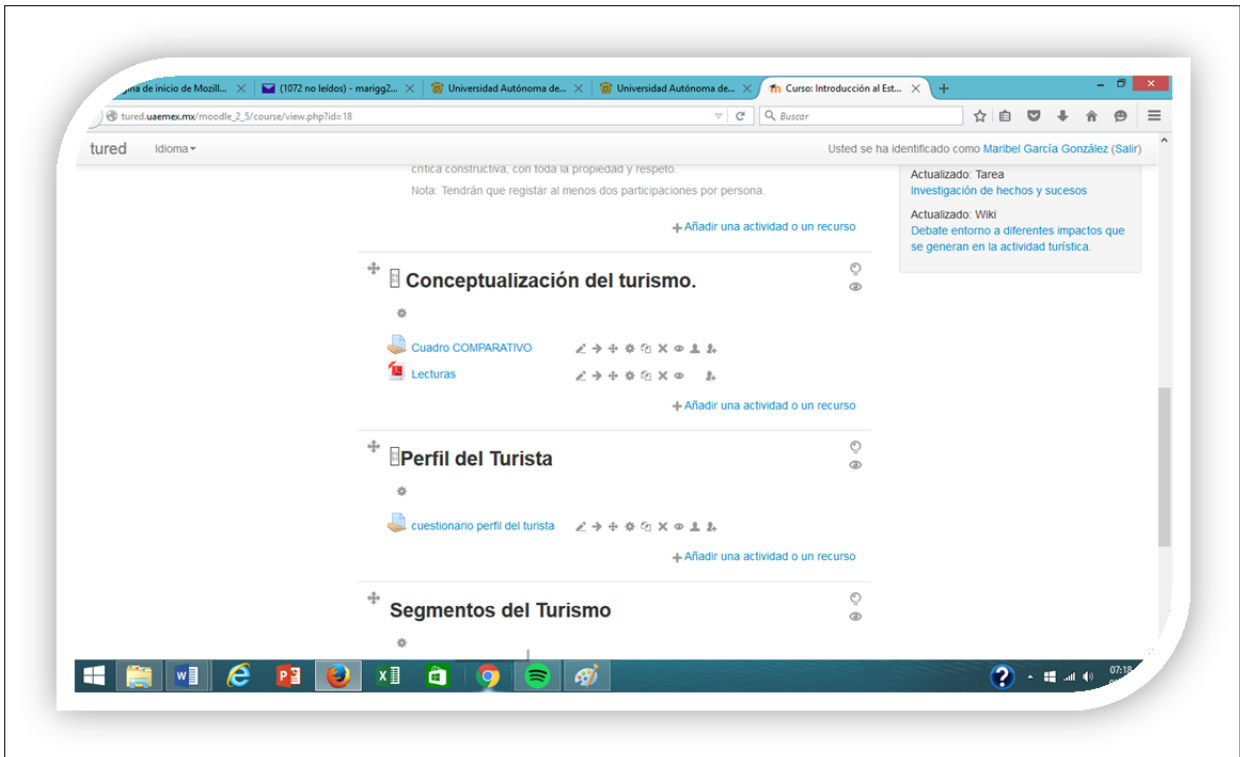 gina de inicio de Mozill...
(1072 no leídos) - marigg2...
Universidad Autónoma de...
Universidad Autónoma de...
Curso: Introducción al Est...
tured.uaemex.mx/moodle_2_5/course/view.php?id=18
Buscar
tured Idioma
Usted se ha identificado como Maribel García González (Salir)
crítica constructiva, con toda la propiedad y respeto.
Nota: Tendrán que registar al menos dos participaciones por persona.
Añadir una actividad o un recurso
Actualizado: Tarea
Investigación de hechos y sucesos
Actualizado: Wiki
Debate entorno a diferentes impactos que
se generan en la actividad turística.
Conceptualización del turismo.
Cuadro COMPARATIVO
Lecturas
Añadir una actividad o un recurso
Perfil del Turista
cuestionario perfil del turista
Añadir una actividad o un recurso
Segmentos del Turismo
07:18